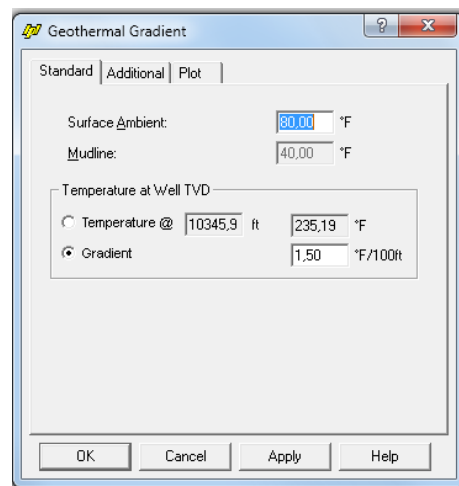 Geothermal Gradient
Standard Additional Plot
Surface Ambient: 80,00 °F
Mudline: 40,00 °F
Temperature at Well TVD
Temperature @ 10345,9 ft 235,19 °F
Gradient 1,50 °F/100ft
OK Cancel Apply Help